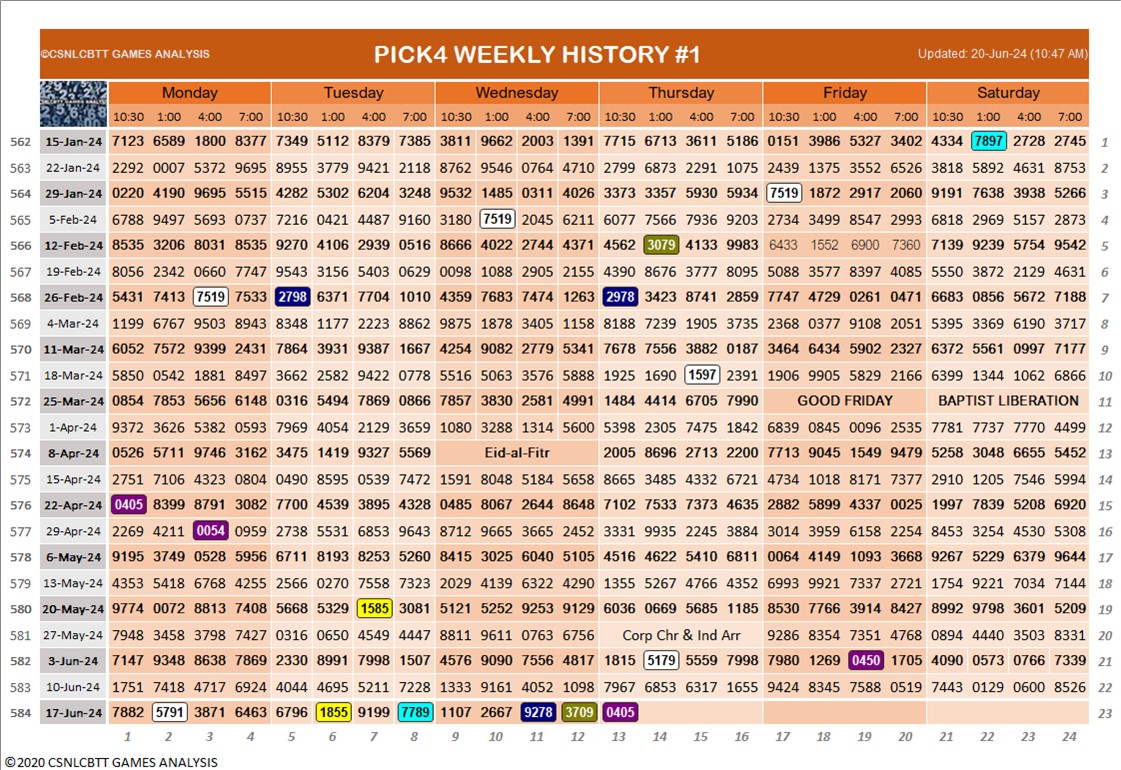 ©CSNLCBTT GAMES ANALYSIS PICK4 WEEKLY HISTORY #1 Updated: 20-Jun-24 (10:47 AM)
Monday Tuesday Wednesday Thursday Friday Saturday
10:30 1:00 4:00 7:00 10:30 1:00 4:00 7:00 10:30 1:00 4:00 7:00 10:30 1:00 4:00 7:00 10:30 1:00 4:00 7:00 10:30 1:00 4:00 7:00
562 15-Jan-24 7123 6589 1800 8377 7349 5112 8379 7385 3811 9662 2003 1391 7715 6713 3611 5186 0151 3986 5327 3402 4334 7897 2728 2745 1
563 22-Jan-24 2292 0007 5372 9695 8955 3779 9421 2118 8762 9546 0764 4710 2799 6873 2291 1075 2439 1375 3552 6526 3818 5892 4631 8753 2
564 29-Jan-24 0220 4190 9695 5515 4282 5302 6204 3248 9532 1485 0311 4026 3373 3357 5930 5934 7519 1872 2917 2060 9191 7638 3938 5266 3
565 5-Feb-24 6788 9497 5693 0737 7216 0421 4487 9160 3180 7519 2045 6211 6077 7566 7936 9203 2734 3499 8547 2993 6818 2969 5157 2873 4
566 12-Feb-24 8535 3206 8031 8535 9270 4106 2939 0516 8666 4022 2744 4371 4562 3079 4133 9983 6433 1552 6900 7360 7139 9239 5754 9542 5
567 19-Feb-24 8056 2342 0660 7747 9543 3156 5403 0629 0098 1088 2905 2155 4390 8676 3777 8095 5088 3577 8397 4085 5550 3872 2129 4631 6
568 26-Feb-24 5431 7413 7519 7533 2798 6371 7704 1010 4359 7683 7474 1263 2978 3423 8741 2859 7747 4729 0261 0471 6683 0856 5672 7188 7
569 4-Mar-24 1199 6767 9503 8943 8348 1177 2223 8862 9875 1878 3405 1158 8188 7239 1905 3735 2368 0377 9108 2051 5395 3369 6190 3717 8
570 11-Mar-24 6052 7572 9399 2431 7864 3931 9387 1667 4254 9082 2779 5341 7678 7556 3882 0187 3464 6434 5902 2327 6372 5561 0997 7177 9
571 18-Mar-24 5850 0542 1881 8497 3662 2582 9422 0778 5516 5063 3576 5888 1925 1690 1597 2391 1906 9905 5829 2166 6399 1344 1062 6866 10
572 25-Mar-24 0854 7853 5656 6148 0316 5494 7869 0866 7857 3830 2581 4991 1484 4414 6705 7990 GOOD FRIDAY BAPTIST LIBERATION 11
573 1-Apr-24 9372 3626 5382 0593 7969 4054 2129 3659 1080 3288 1314 5600 5398 2305 7475 1842 6839 0845 0096 2535 7781 7737 7770 4499 12
574 8-Apr-24 0526 5711 9746 3162 3475 1419 9327 5569 Eid-al-Fitr 2005 8696 2713 2200 7713 9045 1549 9479 5258 3048 6655 5452 13
575 15-Apr-24 2751 7106 4323 0804 0490 8595 0539 7472 1591 8048 5184 5658 8665 3485 4332 6721 4734 1018 8171 7377 2910 1205 7546 5994 14
576 22-Apr-24 0405 8399 8791 3082 7700 4539 3895 4328 0485 8067 2644 8648 7102 7533 7373 4635 2882 5899 4337 0025 1997 7839 5208 6920 15
577 29-Apr-24 2269 4211 0054 0959 2738 5531 6853 9643 8712 9665 3665 2452 3331 9935 2245 3884 3014 3959 6158 2254 8453 3254 4530 5308 16
578 6-May-24 9195 3749 0528 5956 6711 8193 8253 5260 8415 3025 6040 5105 4516 4622 5410 6811 0064 4149 1093 3668 9267 5229 6379 9644 17
579 13-May-24 4353 5418 6768 4255 2566 0270 7558 7323 2029 4139 6322 4290 1355 5267 4766 4352 6993 9921 7337 2721 1754 9221 7034 7144 18
580 20-May-24 9774 0072 8813 7408 5668 5329 1585 3081 5121 5252 9253 9129 6036 0669 5685 1185 8530 7766 3914 8427 8992 9798 3601 5209 19
581 27-May-24 7948 3458 3798 7427 0316 0650 4549 4447 8811 9611 0763 6756 Corp Chr & Ind Arr 9286 8354 7351 4768 0894 4440 3503 8331 20
582 3-Jun-24 7147 9348 8638 7869 2330 8991 7998 1507 4576 9090 7556 4817 1815 5179 5559 7998 7980 1269 0450 1705 4090 0573 0766 7339 21
583 10-Jun-24 1751 7418 4717 6924 4044 4695 5211 7228 1333 9161 4052 1098 7967 6853 6317 1655 9424 8345 7588 0519 7443 0129 0600 8526 22
584 17-Jun-24 7882 5791 3871 6463 6796 1855 9199 7789 1107 2667 9278 3709 0405 23
1 2 3 4 5 6 7 8 9 10 11 12 13 14 15 16 17 18 19 20 21 22 23 24
©2020 CSNLCBTT GAMES ANALYSIS